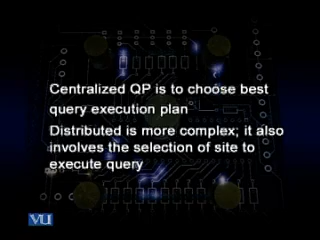 Centralized QP is to choose best
query execution plan
Distributed is more complex; it also
involves the selection of site to
execute query
VU